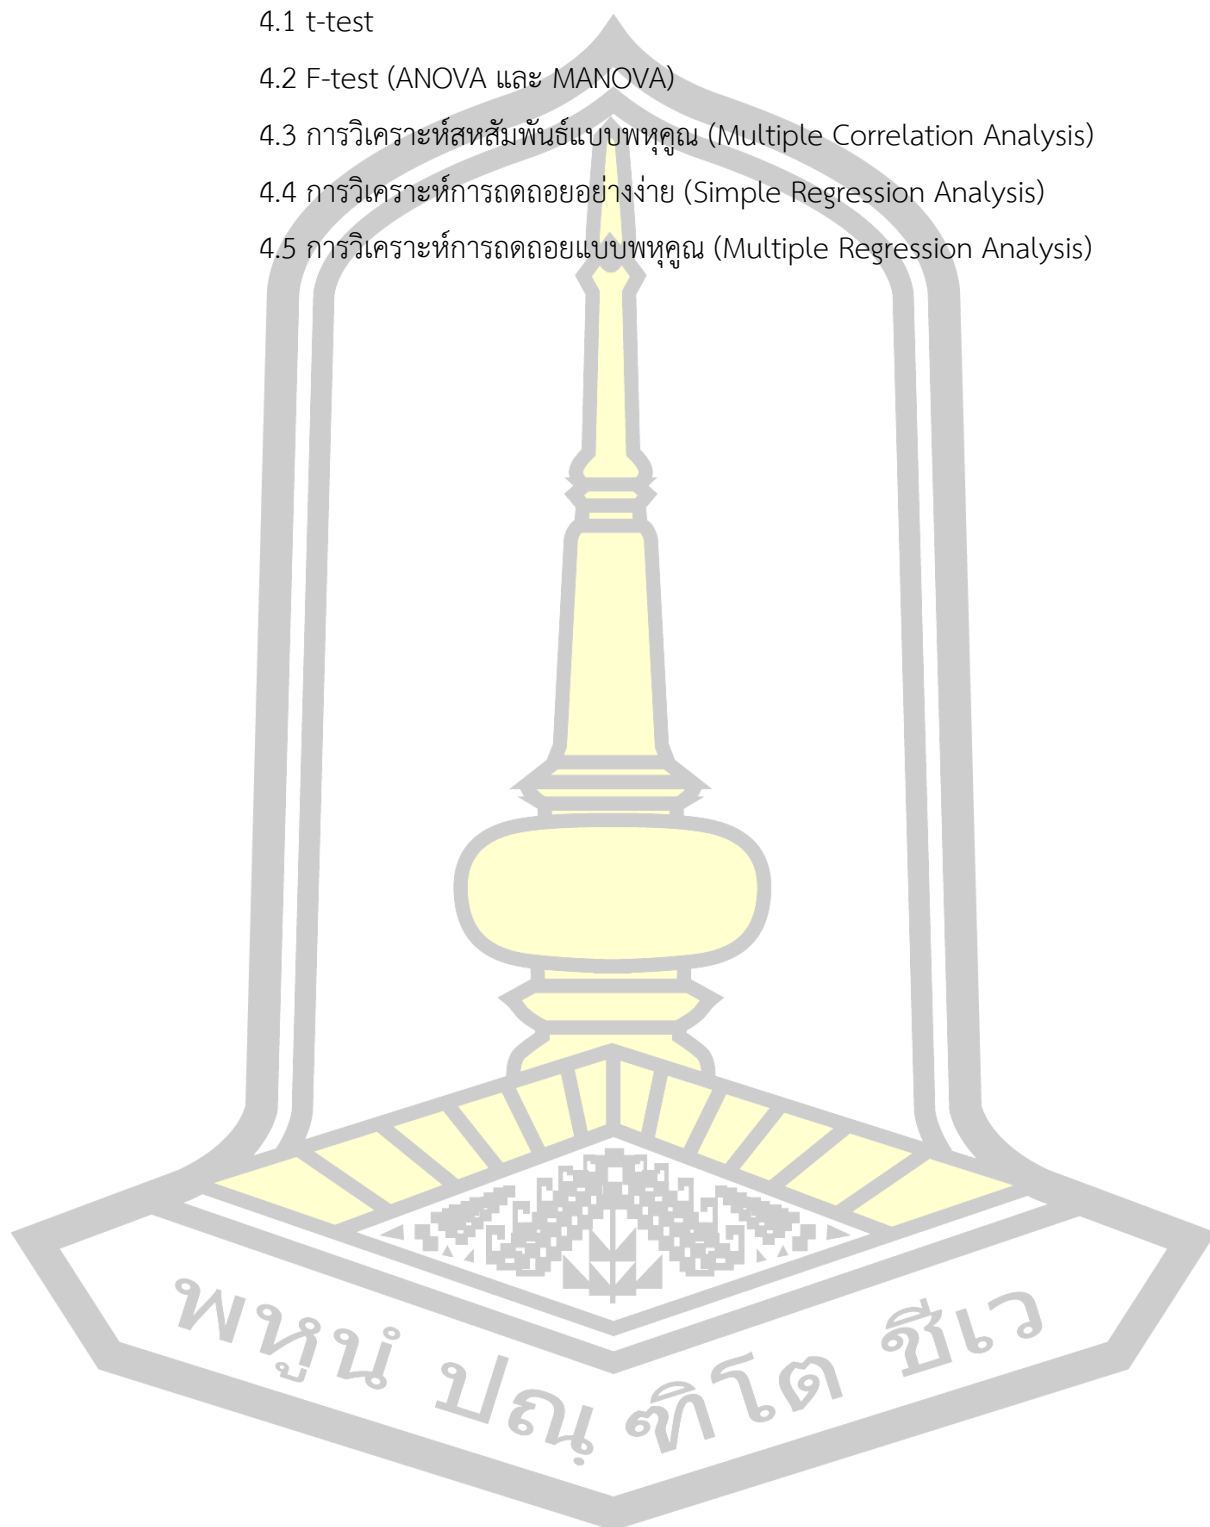 4.1 t-test
4.2 F-test (ANOVA และ MANOVA)
4.3 การวิเคราะห์สหสัมพันธ์แบบพหุคูณ (Multiple Correlation Analysis)
4.4 การวิเคราะห์การถดถอยอย่างง่าย (Simple Regression Analysis)
4.5 การวิเคราะห์การถดถอยแบบพหุคูณ (Multiple Regression Analysis)
พหูนํ ปณฺฑิโต ชีเว